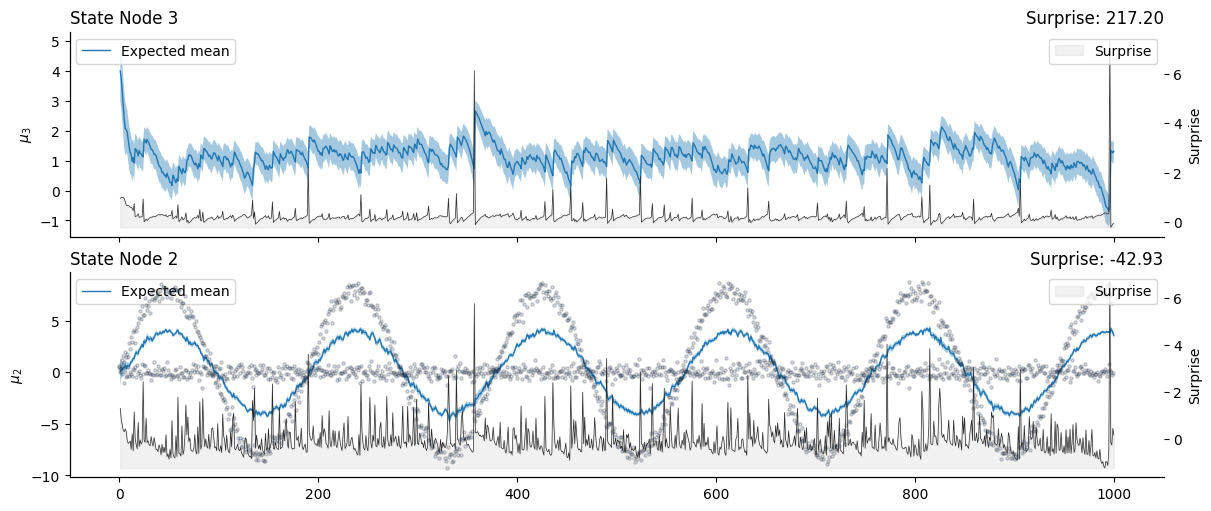 State Node 3
Surprise: 217.20
Expected mean
Surprise
5
4
3
2
1
0
−1
μ3
6
4
2
0
Surprise
State Node 2
Surprise: -42.93
Expected mean
Surprise
5
0
−5
−10
μ2
6
4
2
0
Surprise
0
200
400
600
800
1000